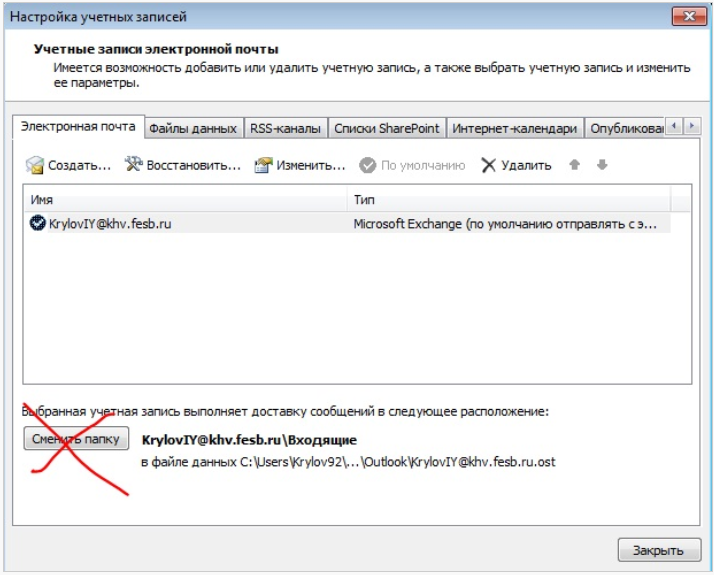 Настройка учетных записей
Учетные записи электронной почты
Имеется возможность добавить или удалить учетную запись, а также выбрать учетную запись и изменить
ее параметры.
Электронная почта Файлы данных RSS-каналы Списки SharePoint Интернет-календари Опубликова
Создать... Восстановить... Изменить... По умолчанию Удалить
Имя Тип
KrylovIY@khv.fesb.ru Microsoft Exchange (по умолчанию отправлять с э...
Выбранная учетная запись выполняет доставку сообщений в следующее расположение:
Сменить папку KrylovIY@khv.fesb.ru\Входящие
в файле данных C:\Users\Krylov92\...\Outlook\KrylovIY@khv.fesb.ru.ost
Закрыть